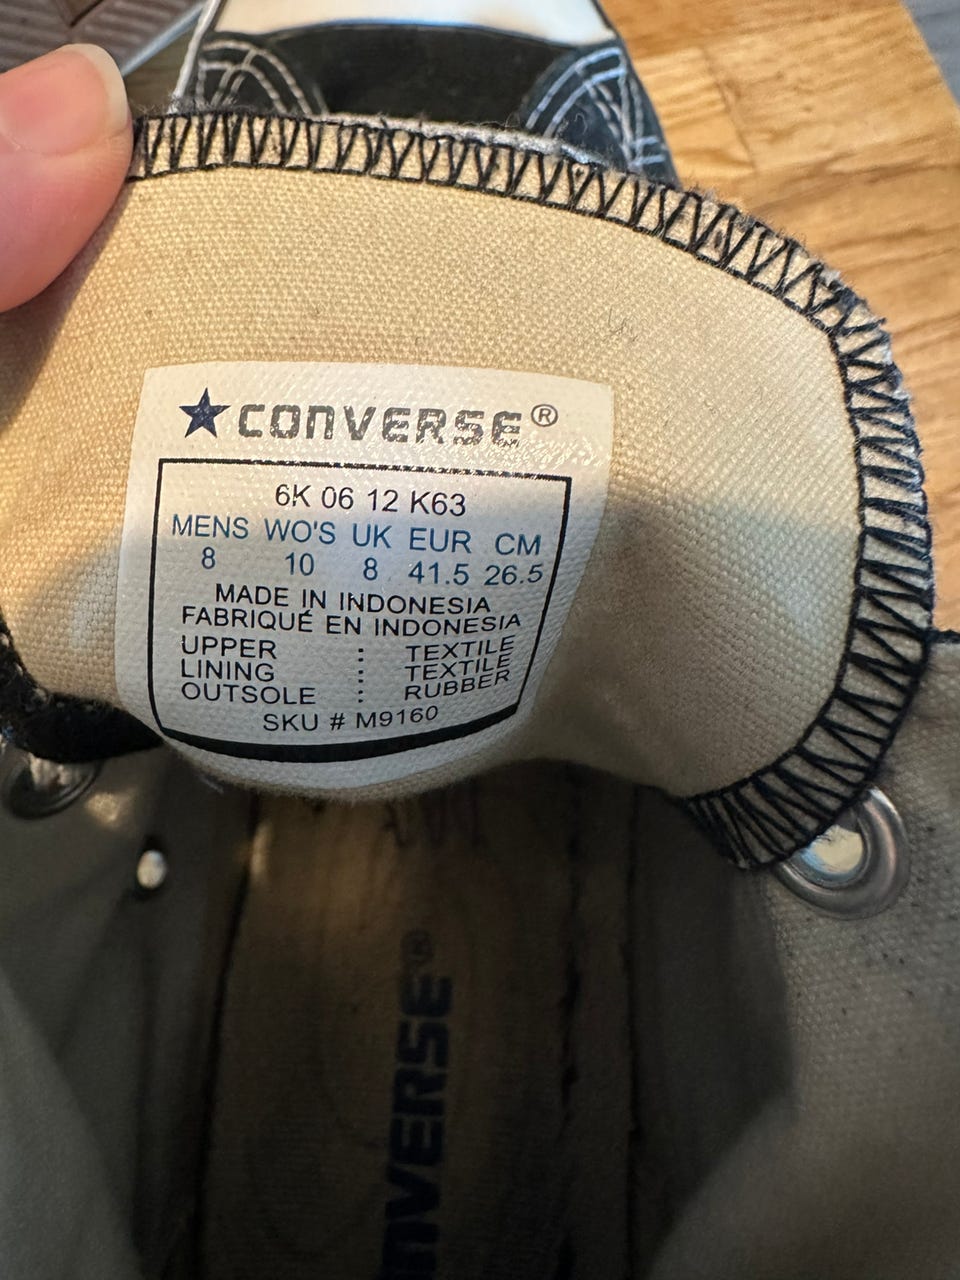 ★CONVERSE®
6K 06 12 K63
MENS WO'S UK EUR CM
8 10 8 41.5 26.5
MADE IN INDONESIA
FABRIQUÉ EN INDONESIA
UPPER : TEXTILE
LINING : TEXTILE
OUTSOLE : RUBBER
SKU # M9160
NVERSE®